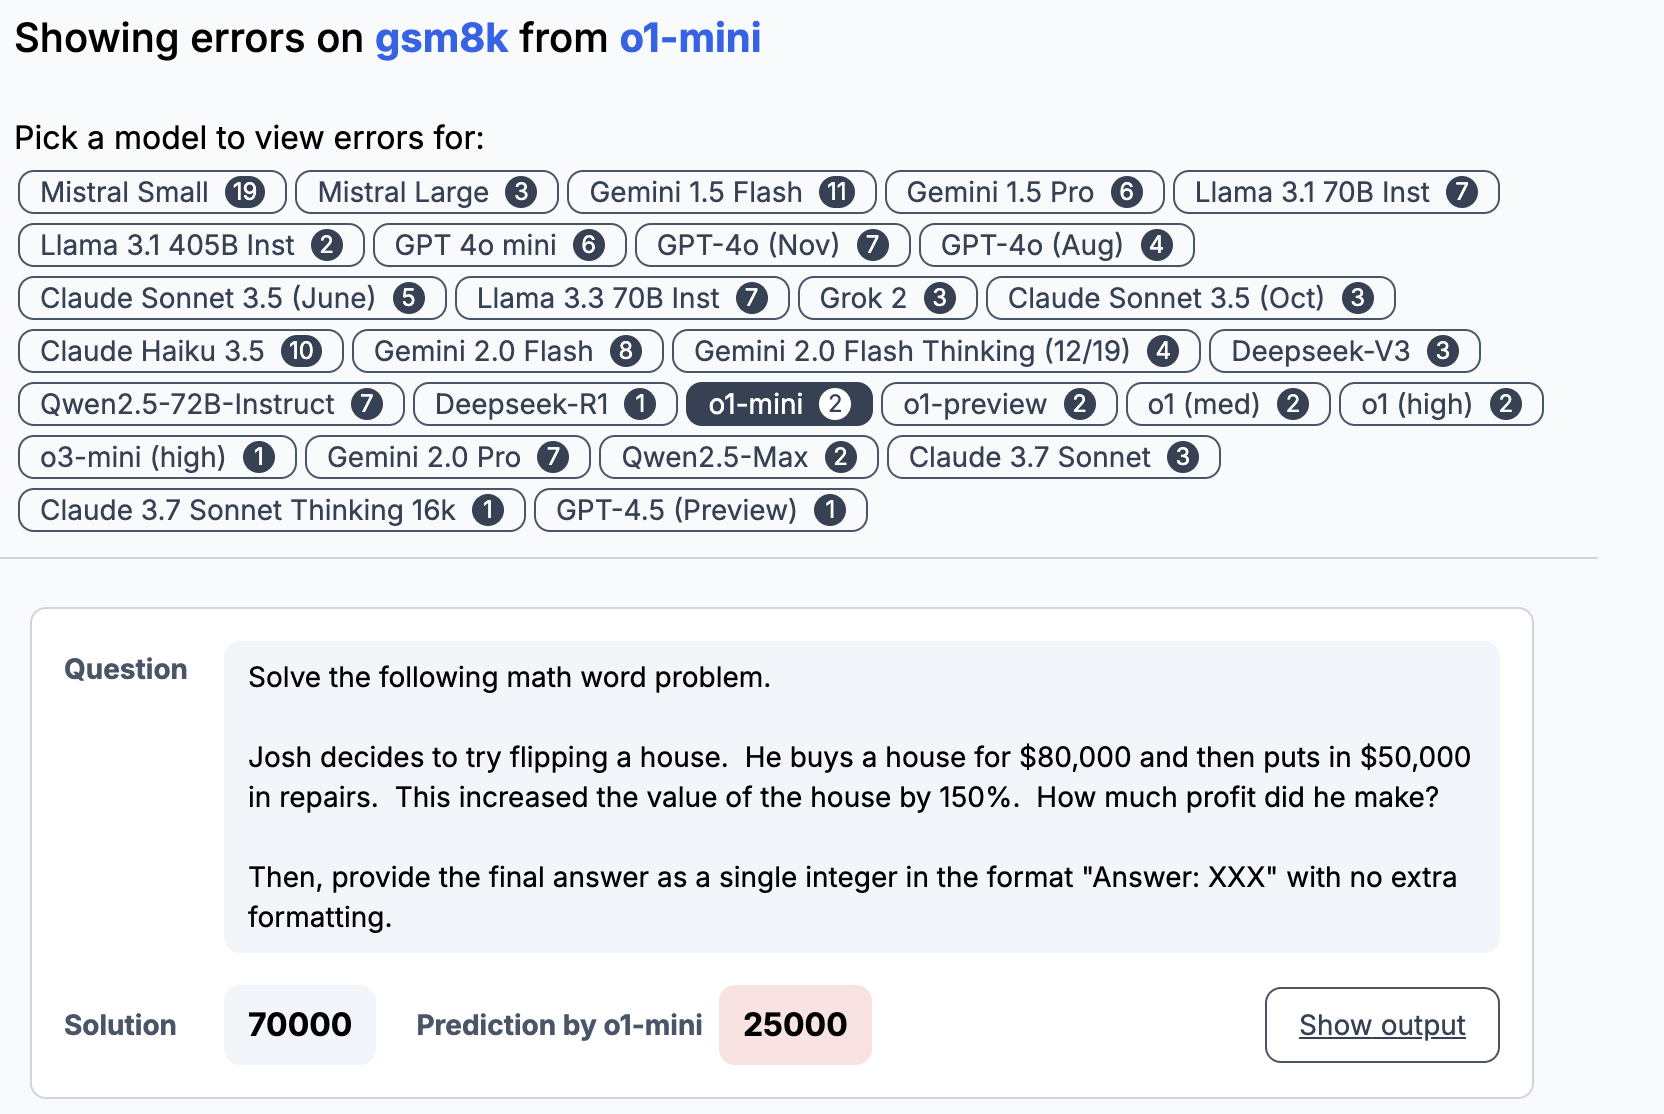 Showing errors on gsm8k from o1-mini
Pick a model to view errors for:
Mistral Small 19 Mistral Large 3 Gemini 1.5 Flash 11 Gemini 1.5 Pro 6 Llama 3.1 70B Inst 7
Llama 3.1 405B Inst 2 GPT 4o mini 6 GPT-4o (Nov) 7 GPT-4o (Aug) 4
Claude Sonnet 3.5 (June) 5 Llama 3.3 70B Inst 7 Grok 2 3 Claude Sonnet 3.5 (Oct) 3
Claude Haiku 3.5 10 Gemini 2.0 Flash 8 Gemini 2.0 Flash Thinking (12/19) 4 Deepseek-V3 3
Qwen2.5-72B-Instruct 7 Deepseek-R1 1 o1-mini 2 o1-preview 2 o1 (med) 2 o1 (high) 2
o3-mini (high) 1 Gemini 2.0 Pro 7 Qwen2.5-Max 2 Claude 3.7 Sonnet 3
Claude 3.7 Sonnet Thinking 16k 1 GPT-4.5 (Preview) 1
Question
Solve the following math word problem.
Josh decides to try flipping a house.  He buys a house for $80,000 and then puts in $50,000
in repairs.  This increased the value of the house by 150%.  How much profit did he make?
Then, provide the final answer as a single integer in the format "Answer: XXX" with no extra
formatting.
Solution 70000 Prediction by o1-mini 25000 Show output